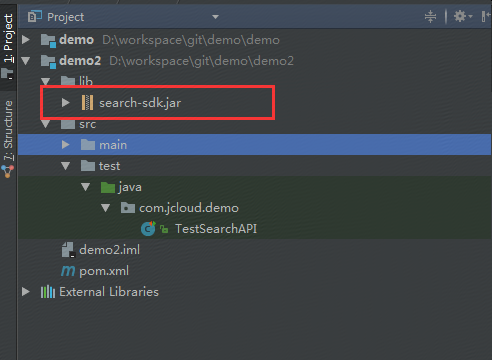 1: Project
7: Structure
Project
demo D:\workspace\git\demo\demo
demo2 D:\workspace\git\demo\demo2
lib
search-sdk.jar
src
main
test
java
com.jcloud.demo
TestSearchAPI
demo2.iml
pom.xml
External Libraries